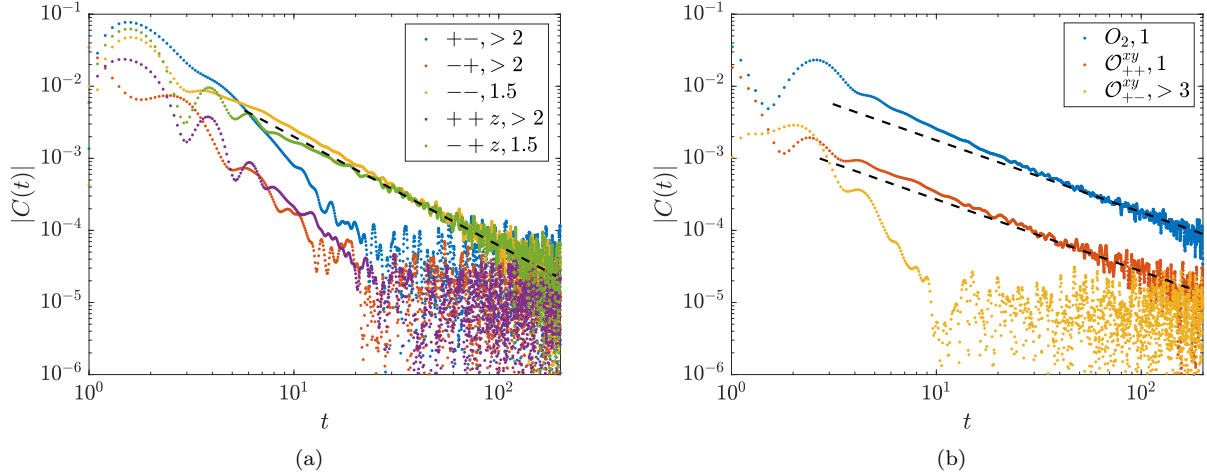 10^{-1}
10^{-2}
10^{-3}
10^{-4}
10^{-5}
10^{-6}
|C(t)|
+−, > 2
−+, > 2
−−, 1.5
+ + z, > 2
− + z, 1.5
10^0
10^1
10^2
t
(a)
10^{-1}
10^{-2}
10^{-3}
10^{-4}
10^{-5}
10^{-6}
|C(t)|
O_2, 1
\mathcal{O}_{++}^{xy}, 1
\mathcal{O}_{+-}^{xy}, > 3
10^0
10^1
10^2
t
(b)